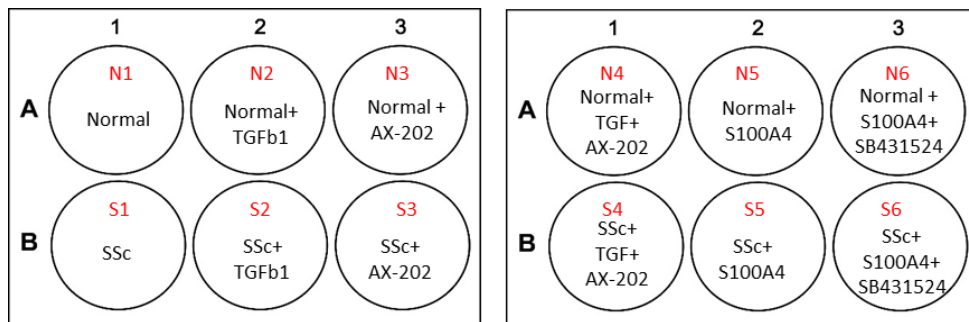 1 2 3
A
N1
Normal
N2
Normal+
TGFb1
N3
Normal +
AX-202
B
S1
SSc
S2
SSc+
TGFb1
S3
SSc+
AX-202
1 2 3
A
N4
Normal+
TGF+
AX-202
N5
Normal+
S100A4
N6
Normal +
S100A4+
SB431524
B
S4
SSc+
TGF+
AX-202
S5
SSc+
S100A4
S6
SSc+
S100A4+
SB431524